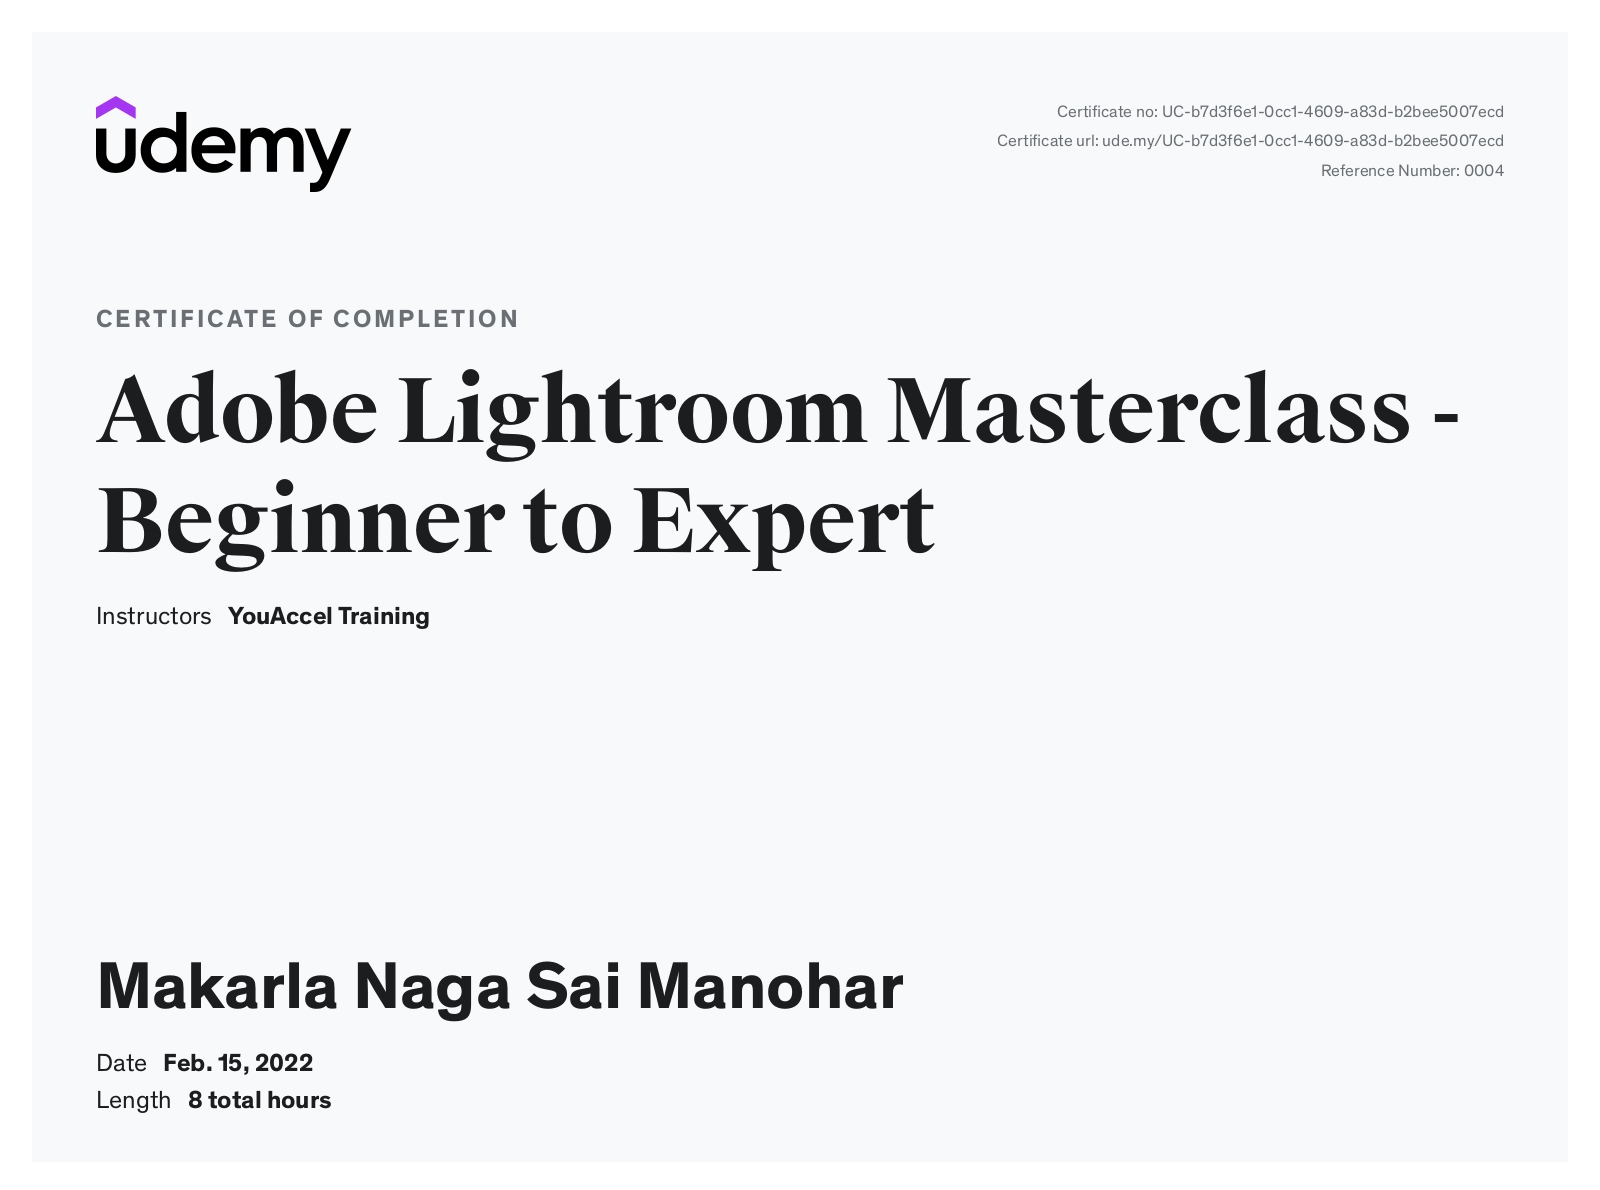 udemy
Certificate no: UC-b7d3f6e1-0cc1-4609-a83d-b2bee5007ecd
Certificate url: ude.my/UC-b7d3f6e1-0cc1-4609-a83d-b2bee5007ecd
Reference Number: 0004
CERTIFICATE OF COMPLETION
Adobe Lightroom Masterclass -
Beginner to Expert
Instructors YouAccel Training
Makarla Naga Sai Manohar
Date Feb. 15, 2022
Length 8 total hours